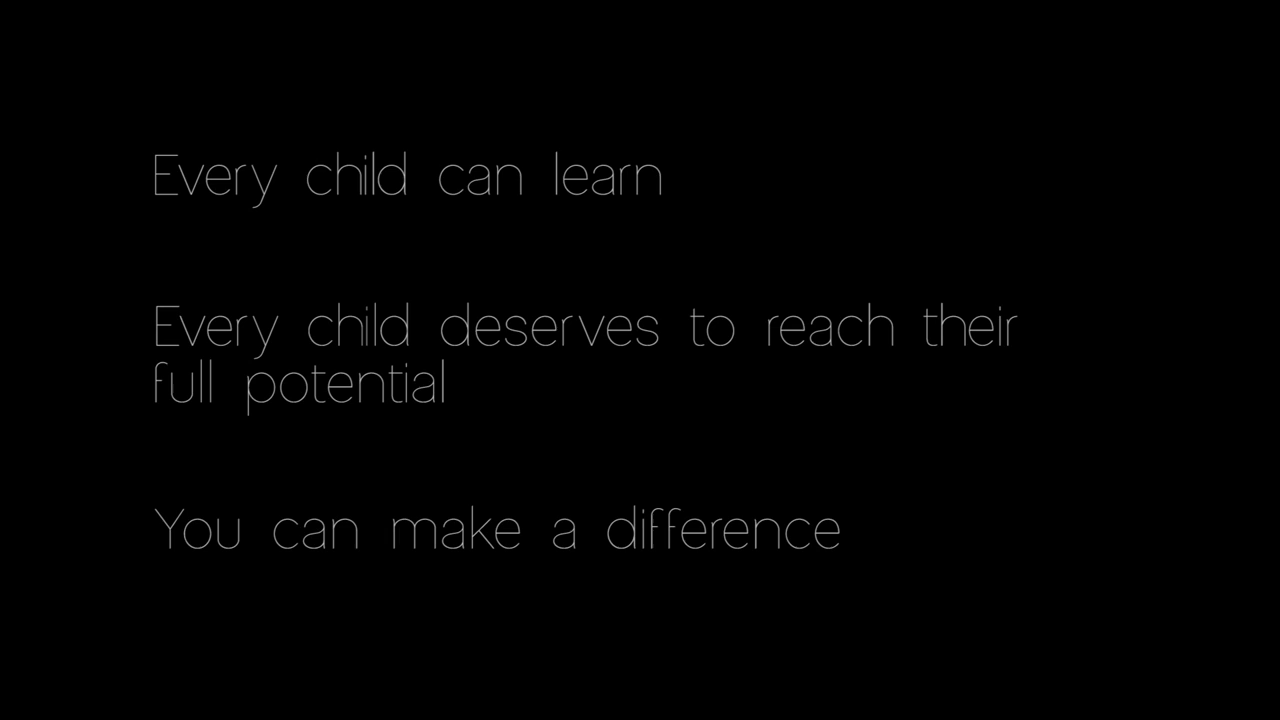 Every child can learn
Every child deserves to reach their
full potential
You can make a difference